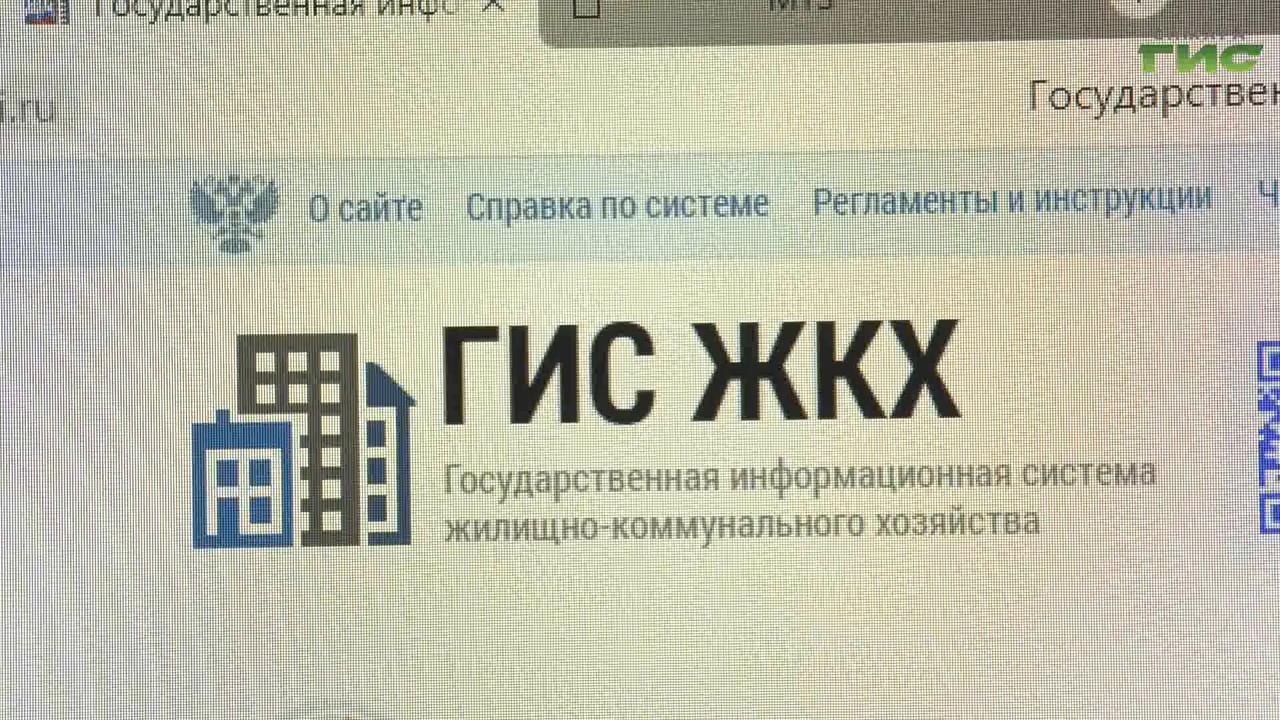 Государственная инфо
МТЗ
ГИС
i.ru
Государствен
О сайте Справка по системе Регламенты и инструкции Ч
ГИС ЖКХ
Государственная информационная система
жилищно-коммунального хозяйства